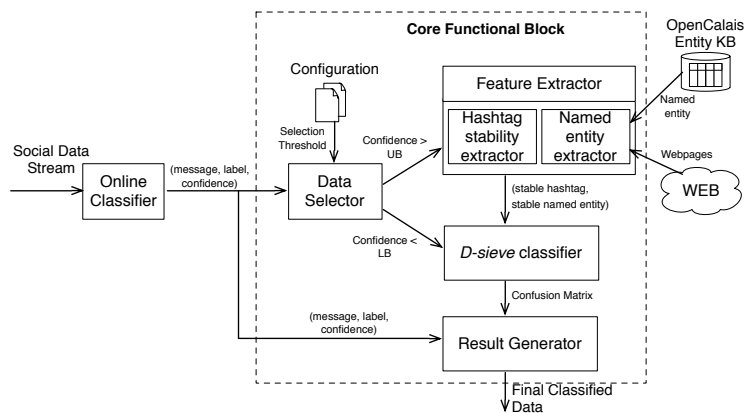 Core Functional Block
OpenCalais
Entity KB
Configuration
Feature Extractor
Named
entity
Selection
Threshold
Confidence >
UB
Hashtag
stability
extractor
Named
entity
extractor
Social Data
Stream
Online
Classifier
(message, label,
confidence)
Data
Selector
Webpages
WEB
(stable hashtag,
stable named entity)
Confidence <
LB
D-sieve classifier
Confusion Matrix
(message, label,
confidence)
Result Generator
Final Classified
Data